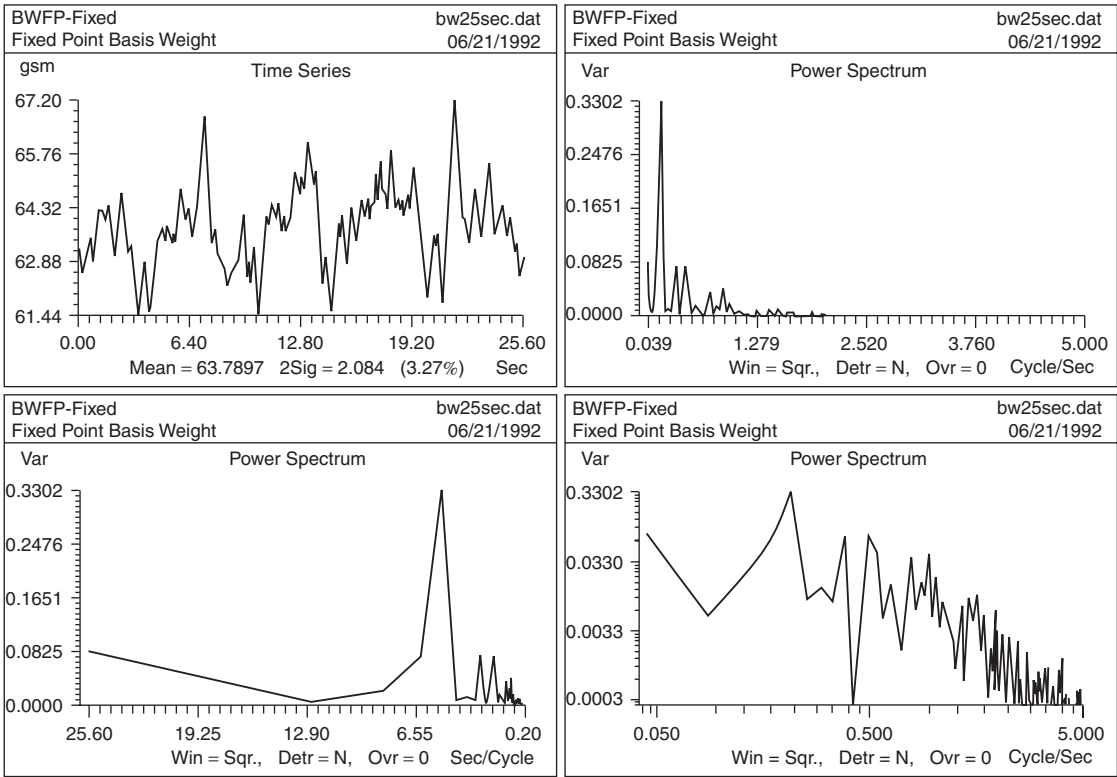 BWFP-Fixed bw25sec.dat
Fixed Point Basis Weight 06/21/1992
gsm Time Series
67.20
65.76
64.32
62.88
61.44
0.00 6.40 12.80 19.20 25.60
Mean = 63.7897 2Sig = 2.084 (3.27%) Sec
BWFP-Fixed bw25sec.dat
Fixed Point Basis Weight 06/21/1992
Var Power Spectrum
0.3302
0.2476
0.1651
0.0825
0.0000
0.039 1.279 2.520 3.760 5.000
Win = Sqr., Detr = N, Ovr = 0 Cycle/Sec
BWFP-Fixed bw25sec.dat
Fixed Point Basis Weight 06/21/1992
Var Power Spectrum
0.3302
0.2476
0.1651
0.0825
0.0000
25.60 19.25 12.90 6.55 0.20
Win = Sqr., Detr = N, Ovr = 0 Sec/Cycle
BWFP-Fixed bw25sec.dat
Fixed Point Basis Weight 06/21/1992
Var Power Spectrum
0.3302
0.0330
0.0033
0.0003
0.050 0.500 5.000
Win = Sqr., Detr = N, Ovr = 0 Cycle/Sec